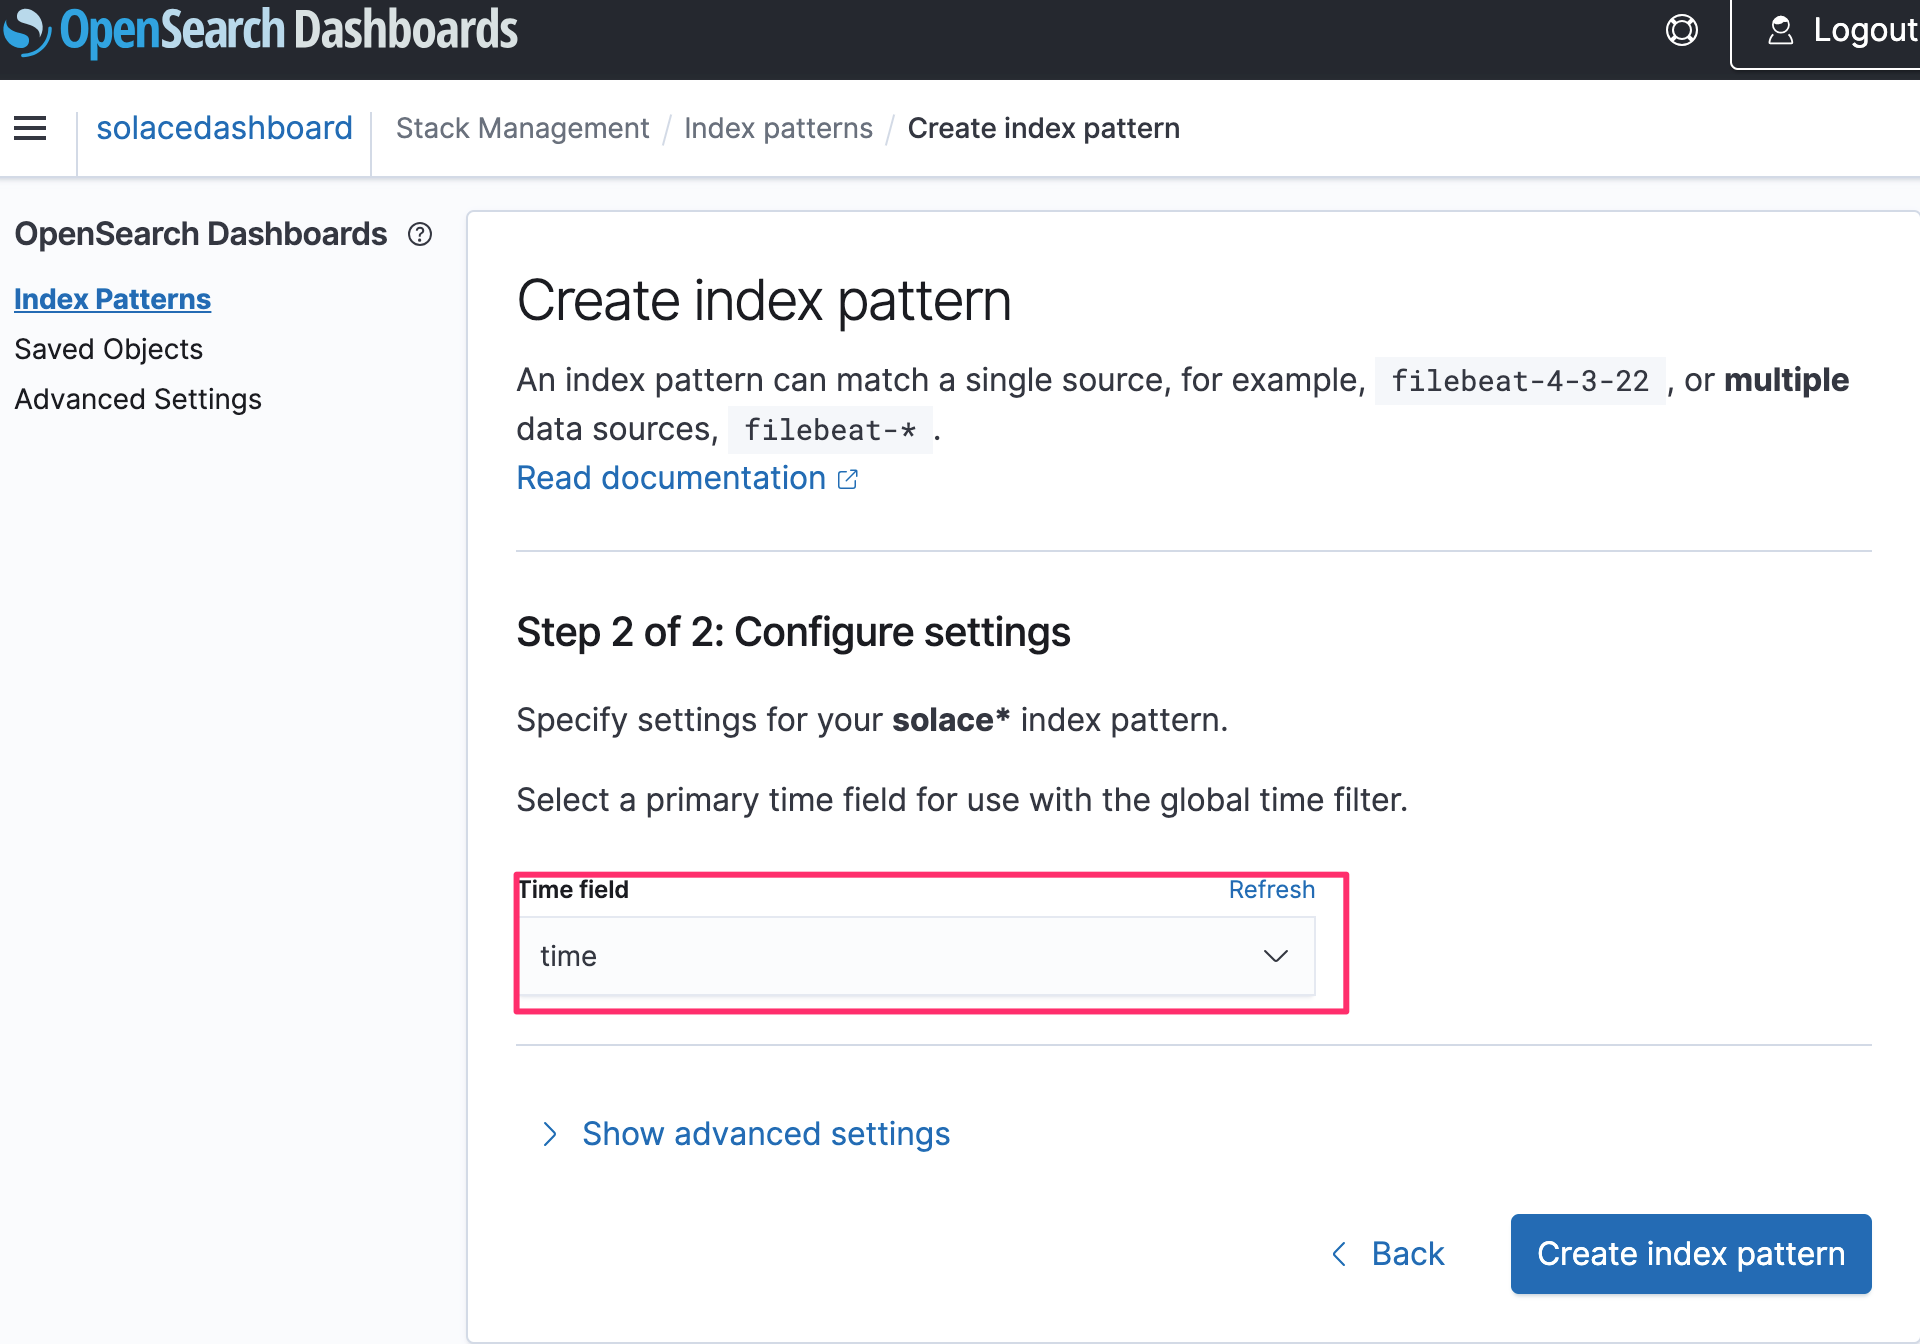 OpenSearch Dashboards
Logout
solacedashboard
Stack Management / Index patterns / Create index pattern
OpenSearch Dashboards
Index Patterns
Saved Objects
Advanced Settings
Create index pattern
An index pattern can match a single source, for example, filebeat-4-3-22 , or multiple
data sources, filebeat-* .
Read documentation
Step 2 of 2: Configure settings
Specify settings for your solace* index pattern.
Select a primary time field for use with the global time filter.
Time field
Refresh
time
Show advanced settings
Back
Create index pattern